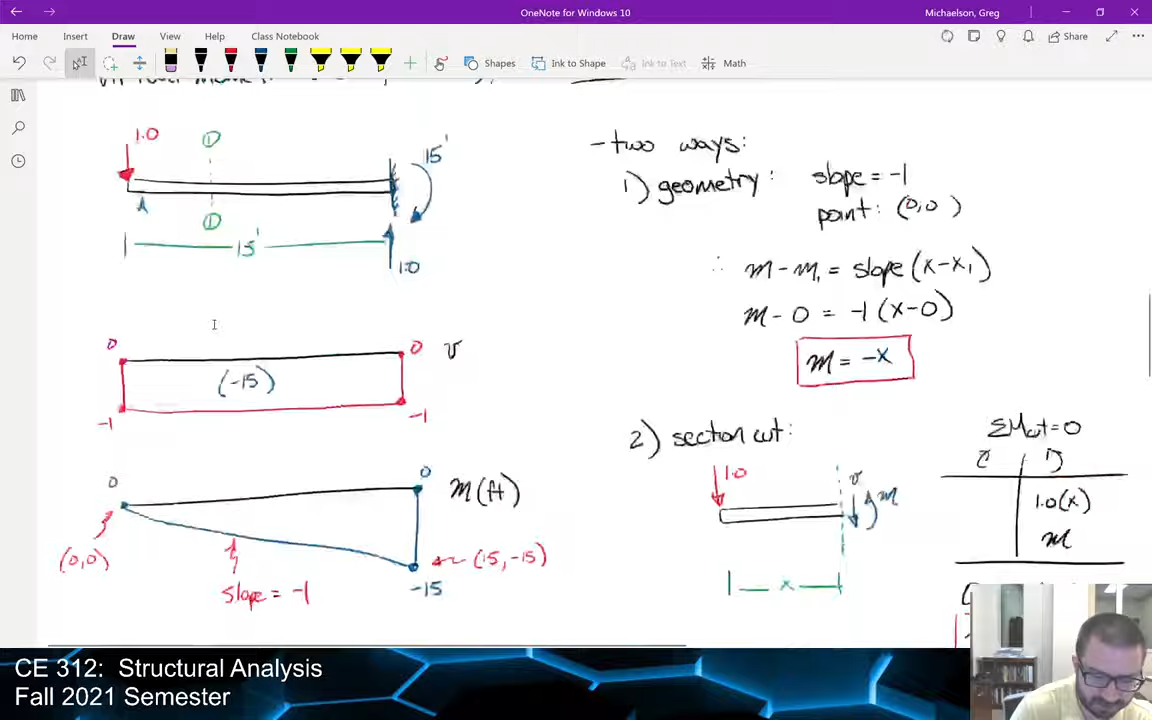 OneNote for Windows 10
Michaelson, Greg
Home Insert Draw View Help Class Notebook
Share
Shapes
Ink to Shape
Ink to Text
Math
1.0
①
15'
A
①
15'
1.0
0
0 v
(-15)
-1
-1
0
0 m(ft)
(0,0)
(15,-15)
slope = -1
-15
- two ways:
1) geometry: slope = -1
point: (0,0)
∴ m - m₁ = slope (x - x₁)
m - 0 = -1 (x - 0)
m = -x
2) section cut:
ΣMcut = 0
1.0
v
m
1.0(x)
m
x
CE 312: Structural Analysis
Fall 2021 Semester